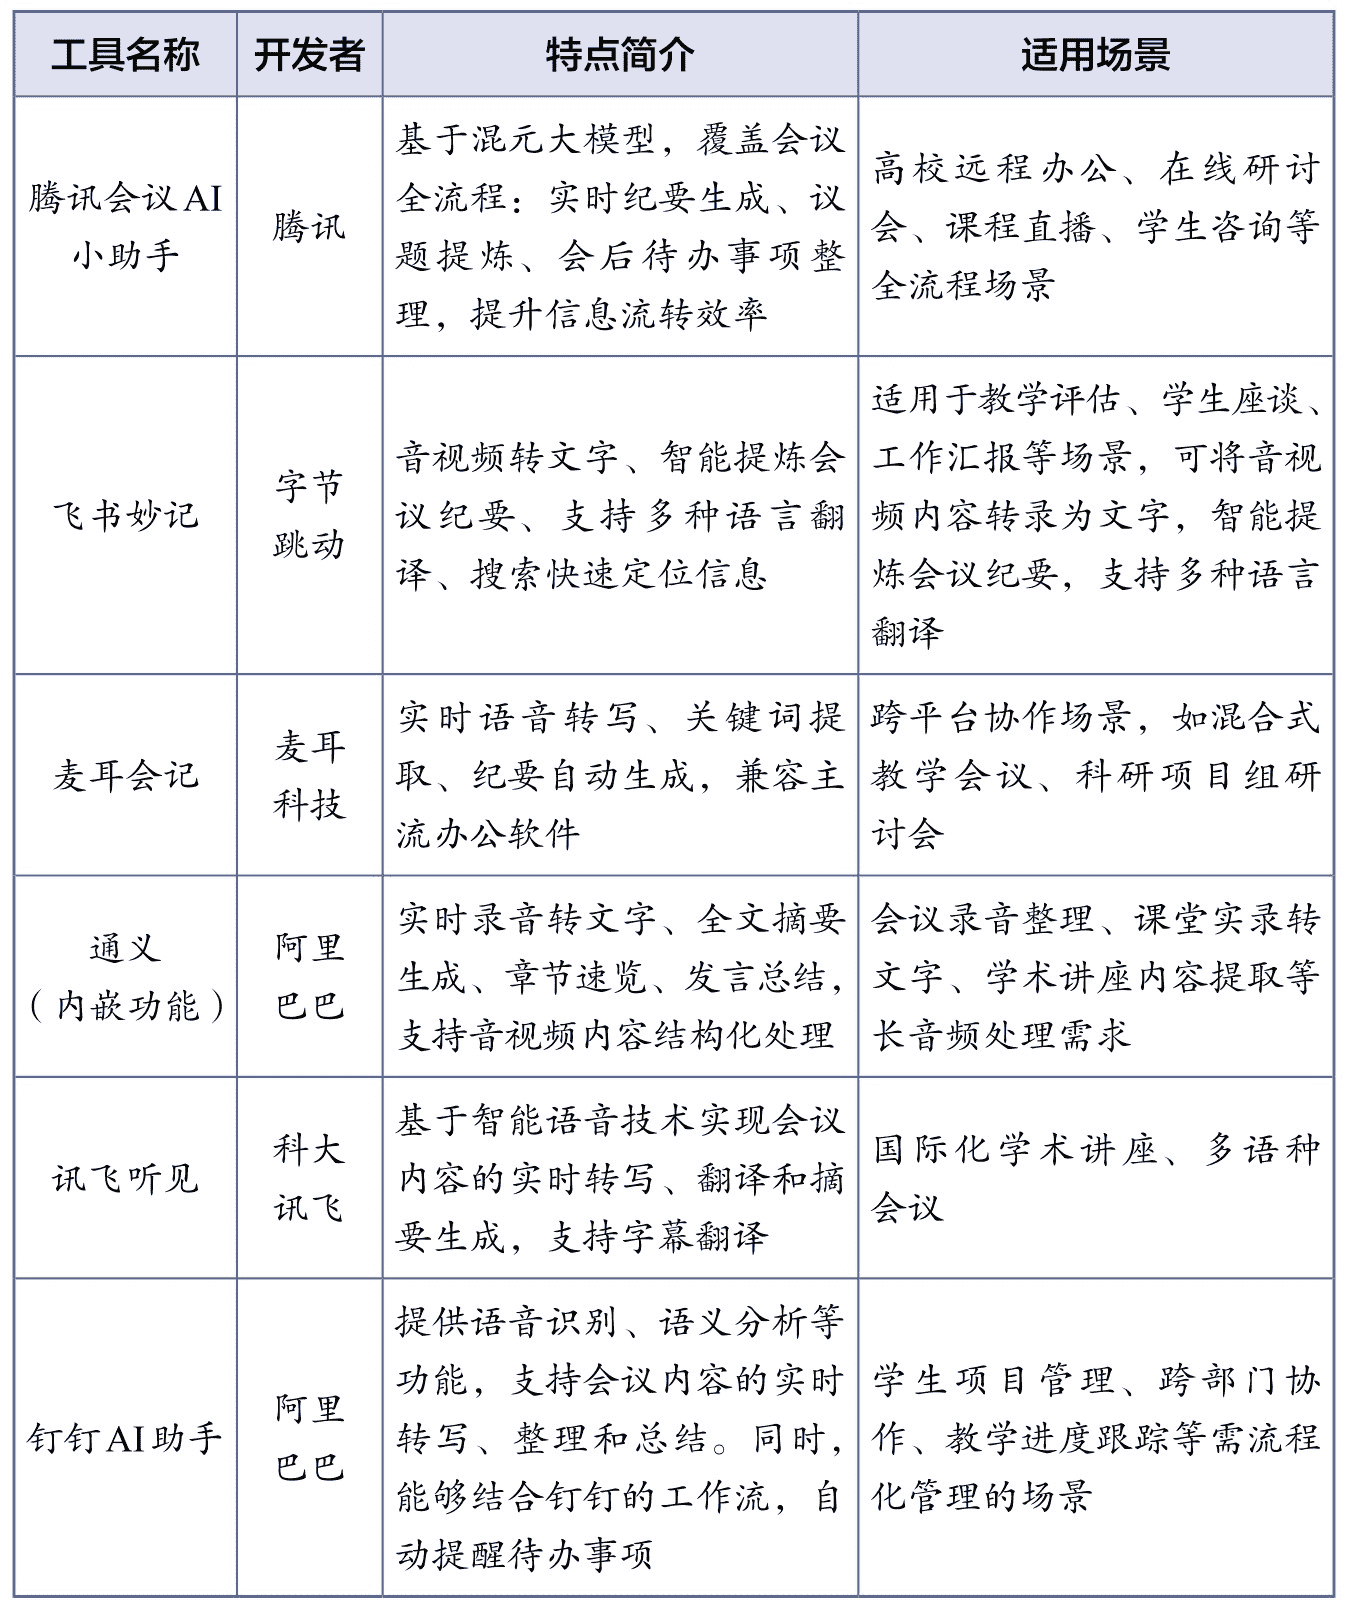 工具名称 开发者 特点简介 适用场景
腾讯会议AI
小助手
腾讯
基于混元大模型，覆盖会议
全流程：实时纪要生成、议
题提炼、会后待办事项整
理，提升信息流转效率
高校远程办公、在线研讨
会、课程直播、学生咨询等
全流程场景
飞书妙记
字节
跳动
音视频转文字、智能提炼会
议纪要、支持多种语言翻
译、搜索快速定位信息
适用于教学评估、学生座谈、
工作汇报等场景，可将音视
频内容转录为文字，智能提
炼会议纪要，支持多种语言
翻译
麦耳会记
麦耳
科技
实时语音转写、关键词提
取、纪要自动生成，兼容主
流办公软件
跨平台协作场景，如混合式
教学会议、科研项目组研
讨会
通义
（内嵌功能）
阿里
巴巴
实时录音转文字、全文摘要
生成、章节速览、发言总结，
支持音视频内容结构化处理
会议录音整理、课堂实录转
文字、学术讲座内容提取等
长音频处理需求
讯飞听见
科大
讯飞
基于智能语音技术实现会议
内容的实时转写、翻译和摘
要生成，支持字幕翻译
国际化学术讲座、多语种
会议
钉钉AI助手
阿里
巴巴
提供语音识别、语义分析等
功能，支持会议内容的实时
转写、整理和总结。同时，
能够结合钉钉的工作流，自
动提醒待办事项
学生项目管理、跨部门协
作、教学进度跟踪等需流程
化管理的场景